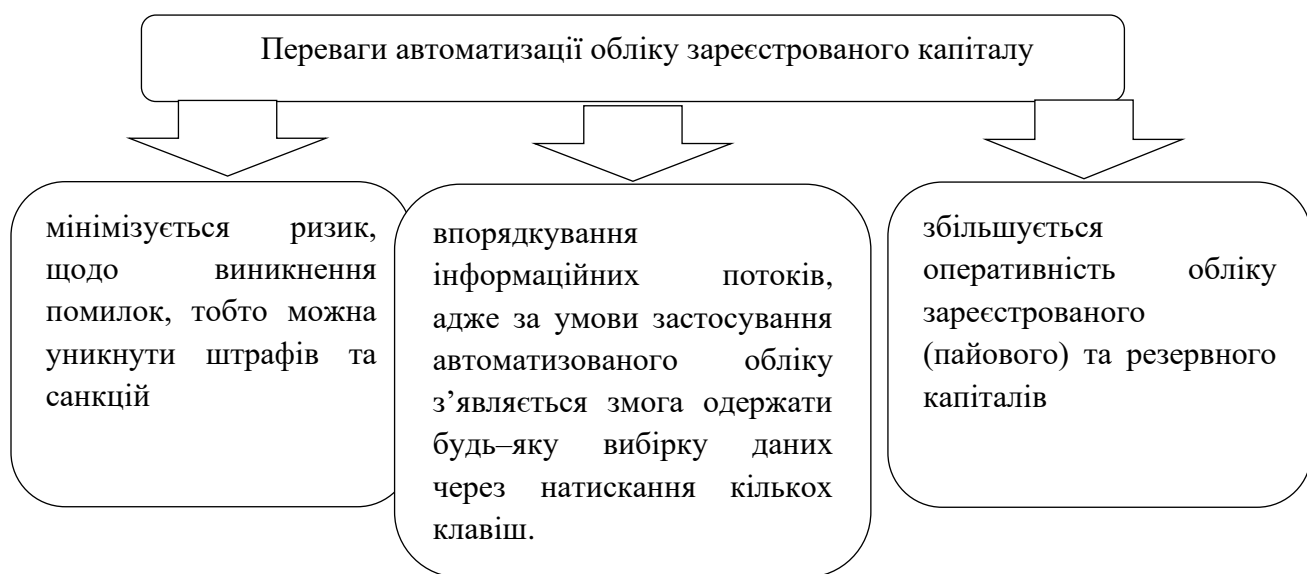 Переваги автоматизації обліку зареєстрованого капіталу
мінімізується ризик,
щодо виникнення
помилок, тобто можна
уникнути штрафів та
санкцій
впорядкування
інформаційних потоків,
адже за умови застосування
автоматизованого обліку
з’являється змога одержати
будь–яку вибірку даних
через натискання кількох
клавіш.
збільшується
оперативність обліку
зареєстрованого
(пайового) та резервного
капіталів